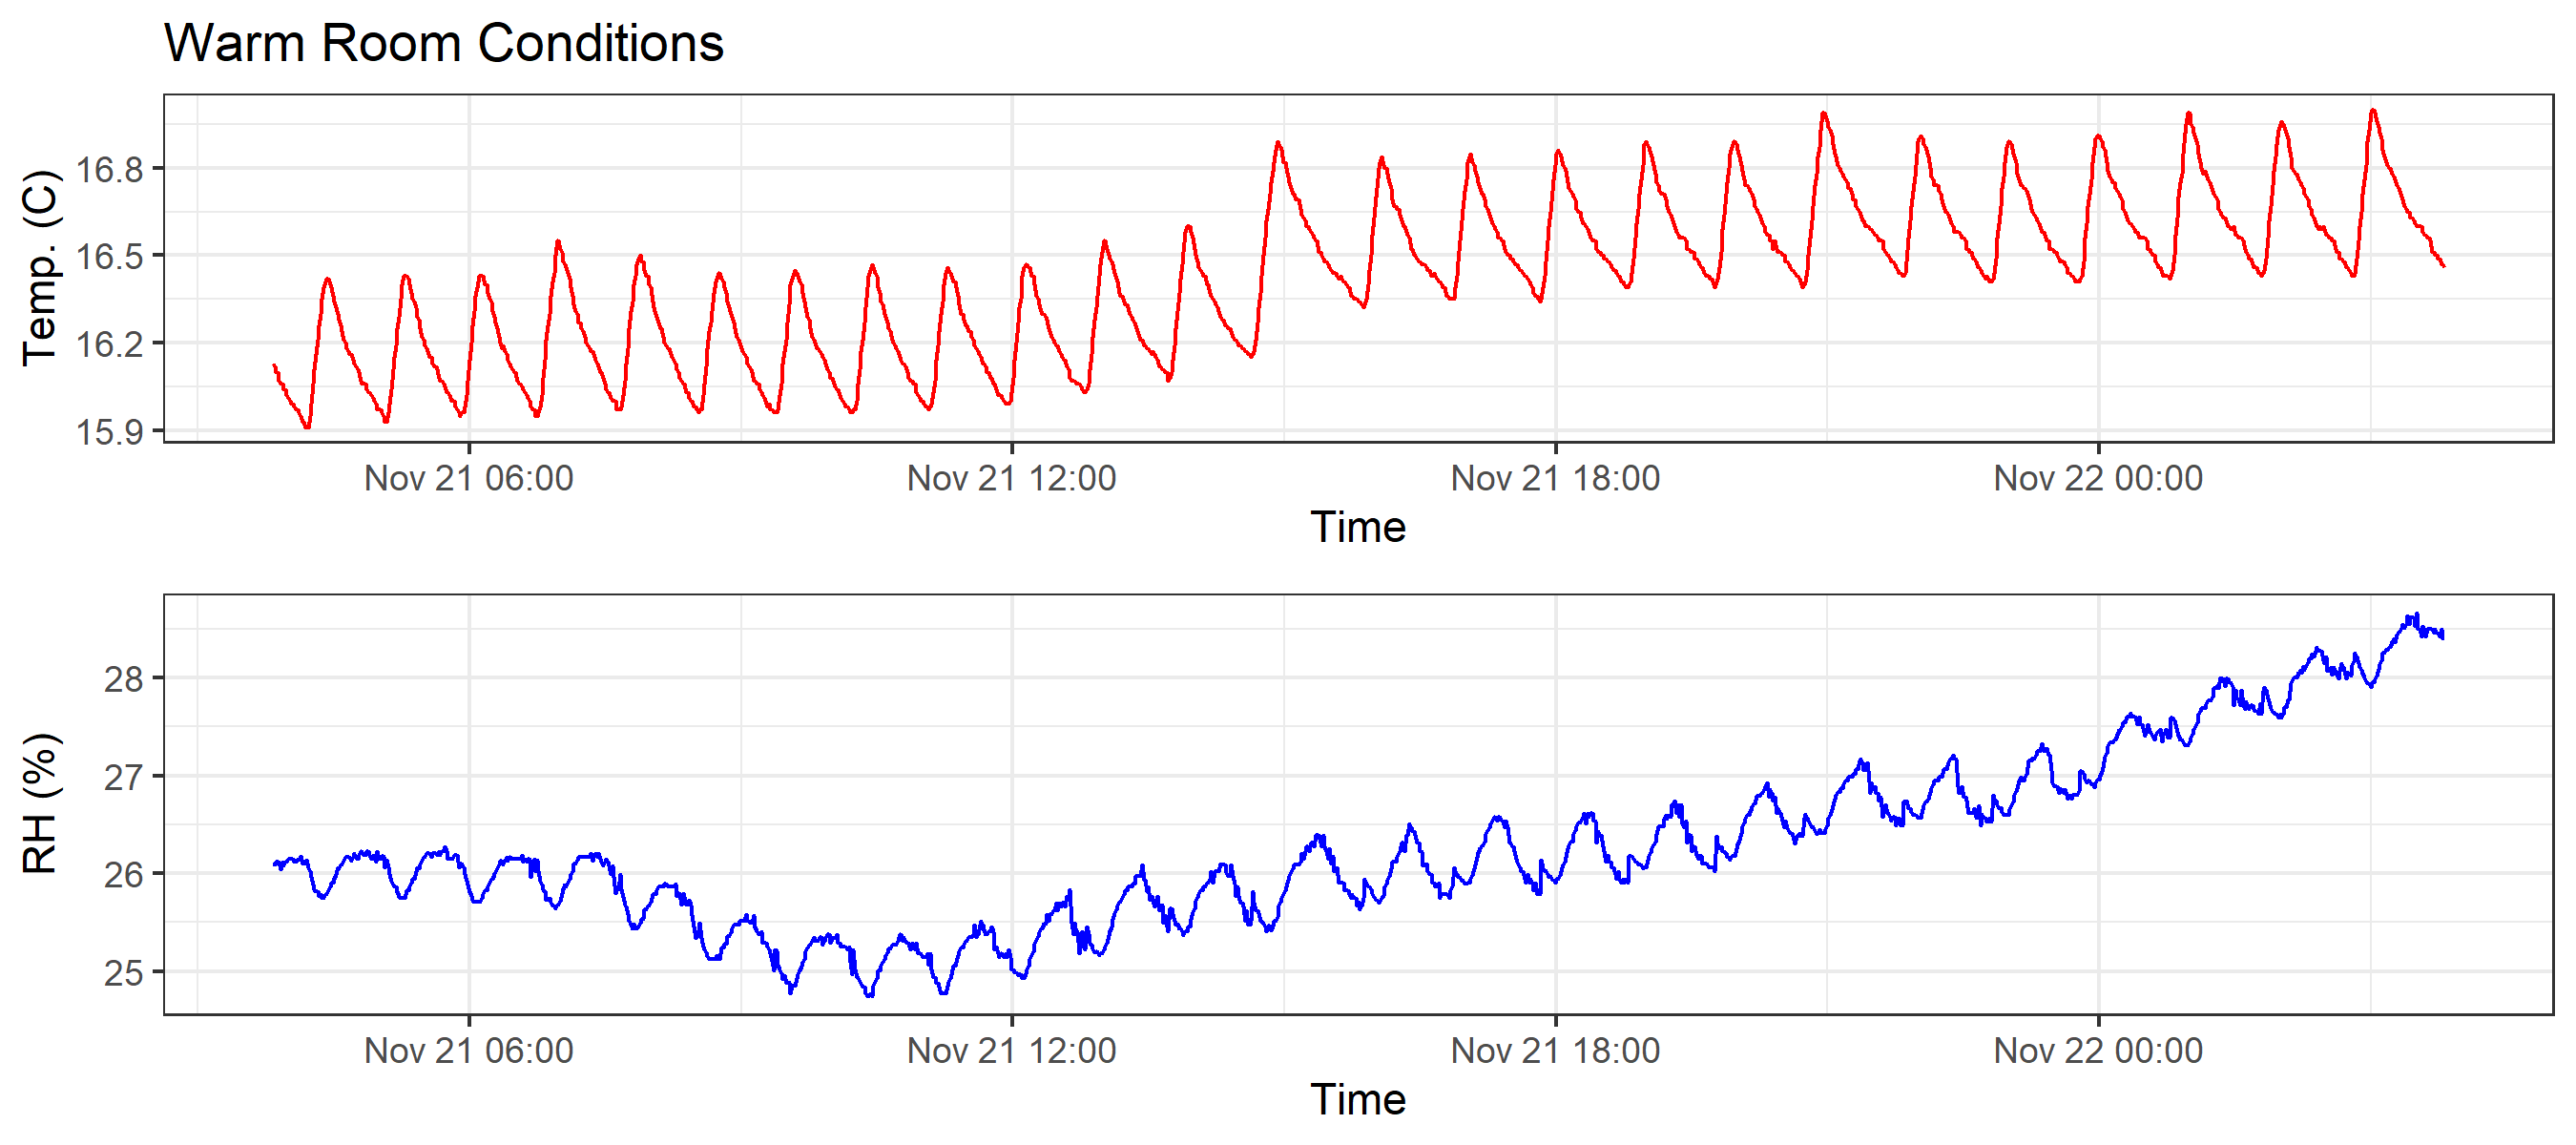 Warm Room Conditions
Temp. (C)
16.8
16.5
16.2
15.9
Nov 21 06:00 Nov 21 12:00 Nov 21 18:00 Nov 22 00:00
Time
RH (%)
28
27
26
25
Nov 21 06:00 Nov 21 12:00 Nov 21 18:00 Nov 22 00:00
Time